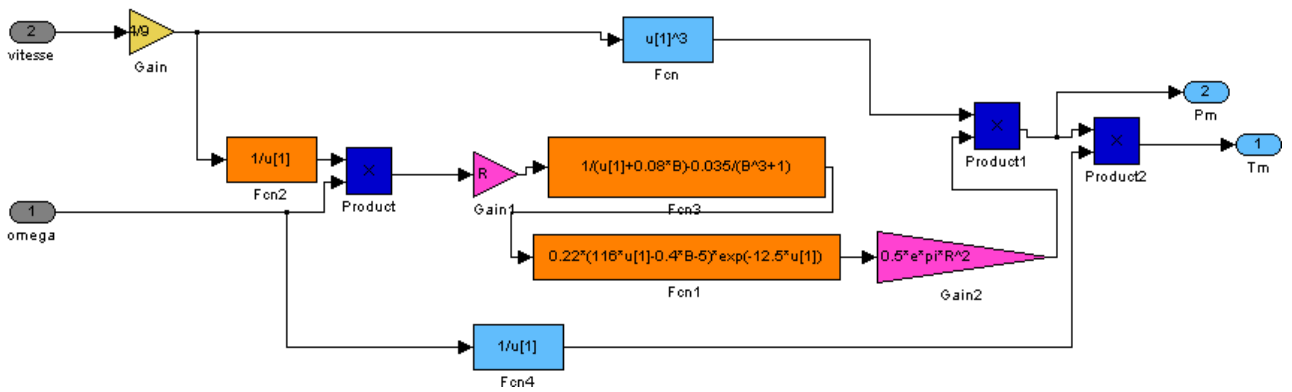 2
vitesse
4/9
Gain
u[1]^3
Fcn
1/u[1]
Fcn2
×
Product
R
Gain1
1/(u[1]+0.08*B)-0.035/(B^3+1)
Fcn3
×
Product1
×
Product2
2
Pm
1
Tm
1
omega
0.22*(116*u[1]-0.4*B-5)*exp(-12.5*u[1])
Fcn1
0.5*e*pi*R^2
Gain2
1/u[1]
Fcn4